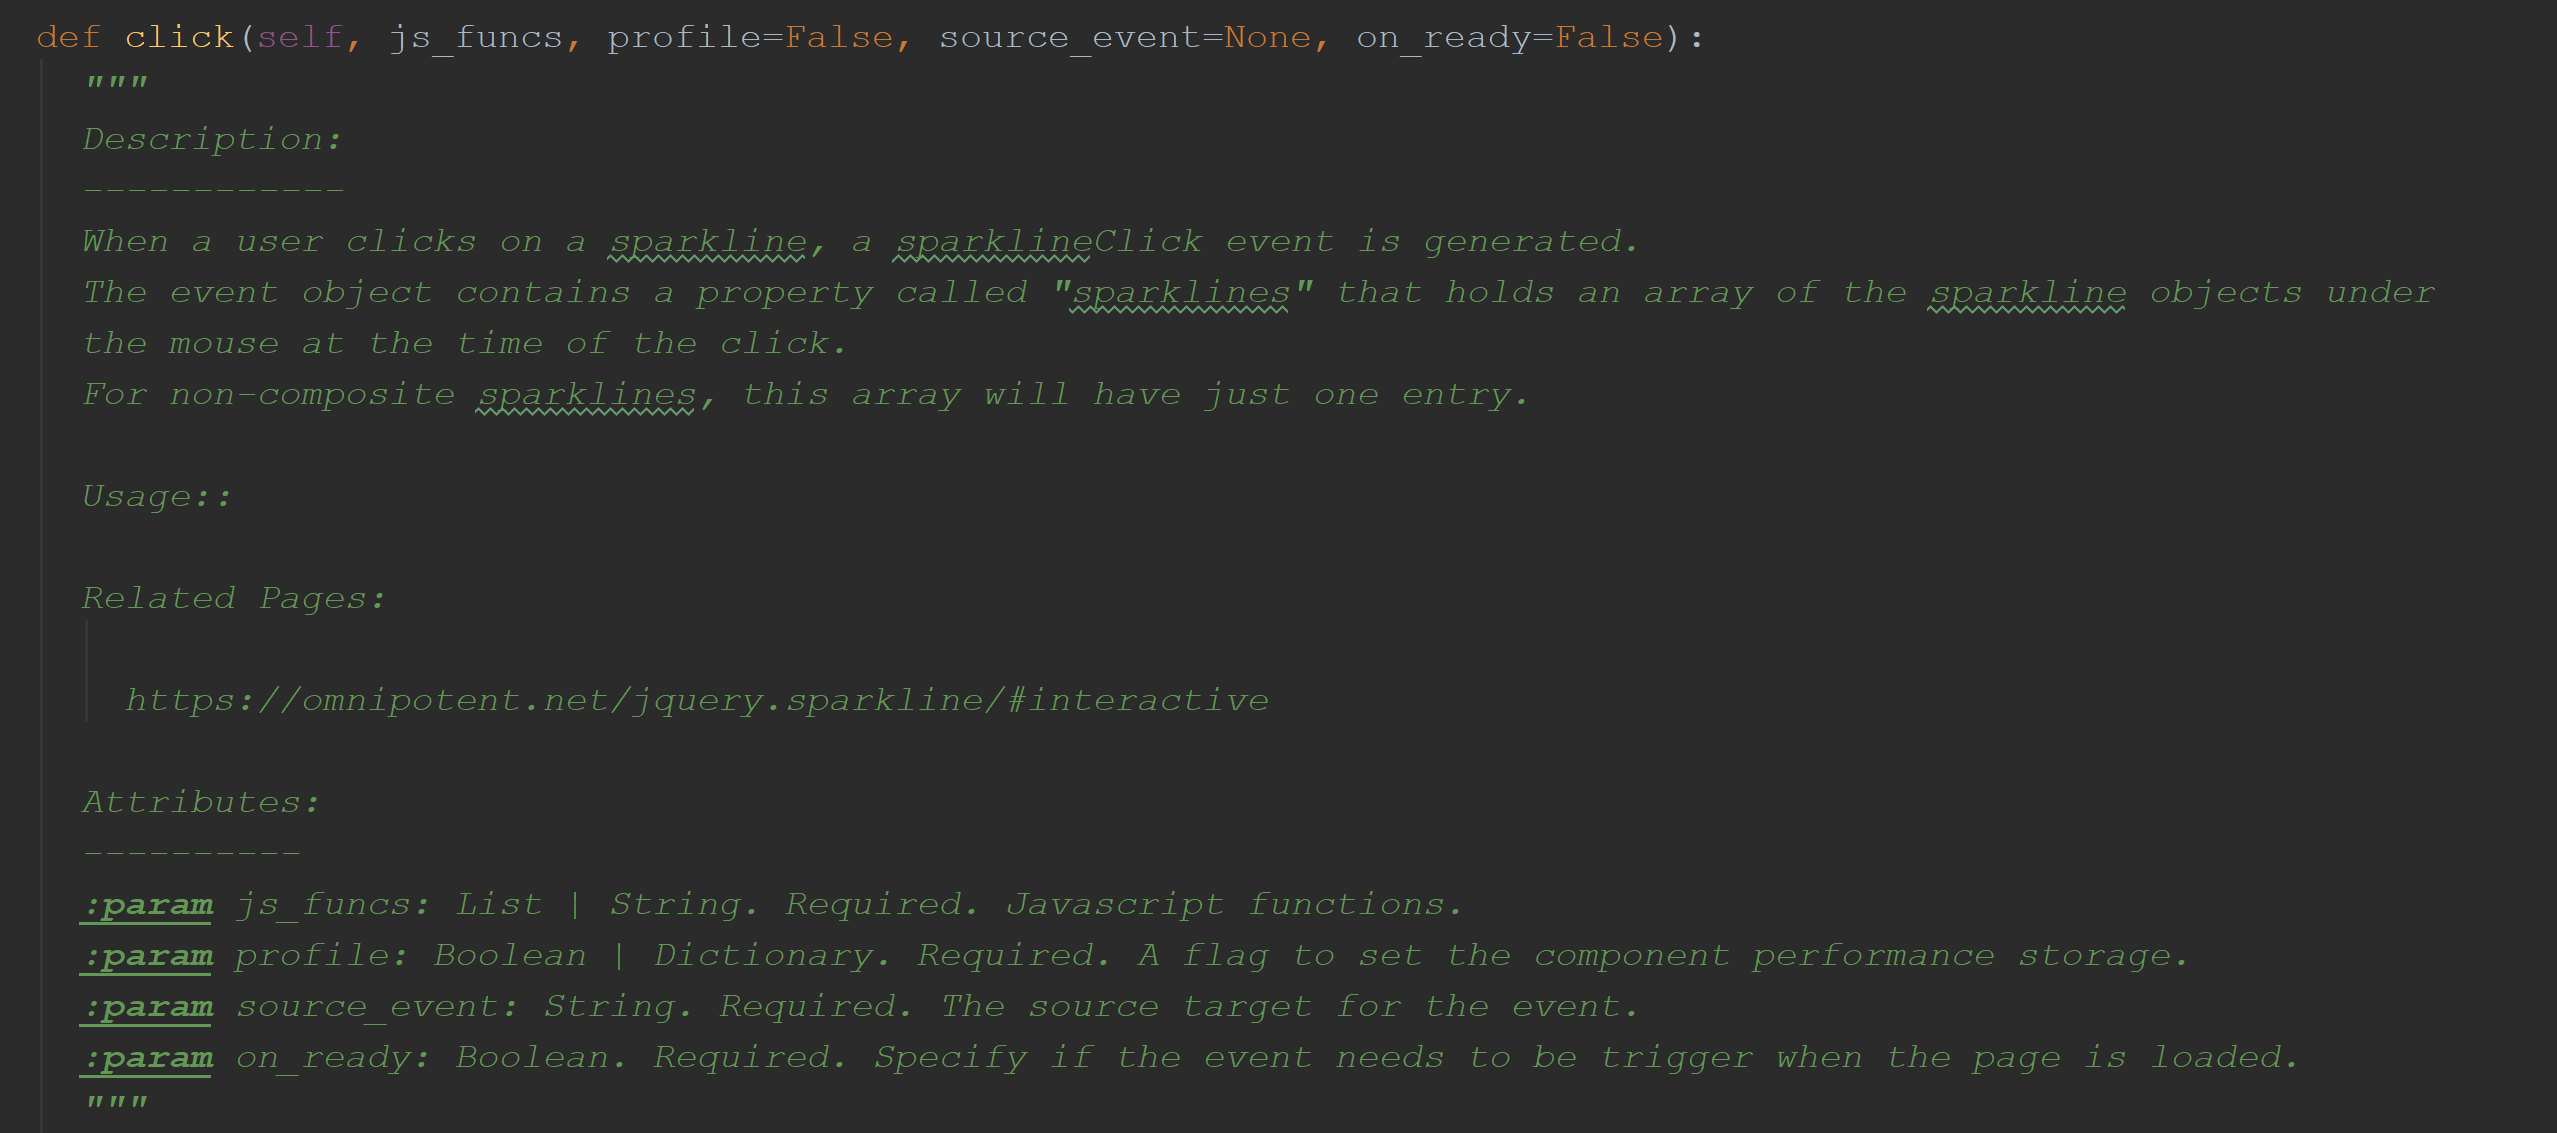 def click(self, js_funcs, profile=False, source_event=None, on_ready=False):
"""
Description:
------------
When a user clicks on a sparkline, a sparklineClick event is generated.
The event object contains a property called "sparklines" that holds an array of the sparkline objects under
the mouse at the time of the click.
For non-composite sparklines, this array will have just one entry.
Usage::
Related Pages:
https://omnipotent.net/jquery.sparkline/#interactive
Attributes:
----------
:param js_funcs: List | String. Required. Javascript functions.
:param profile: Boolean | Dictionary. Required. A flag to set the component performance storage.
:param source_event: String. Required. The source target for the event.
:param on_ready: Boolean. Required. Specify if the event needs to be trigger when the page is loaded.
"""